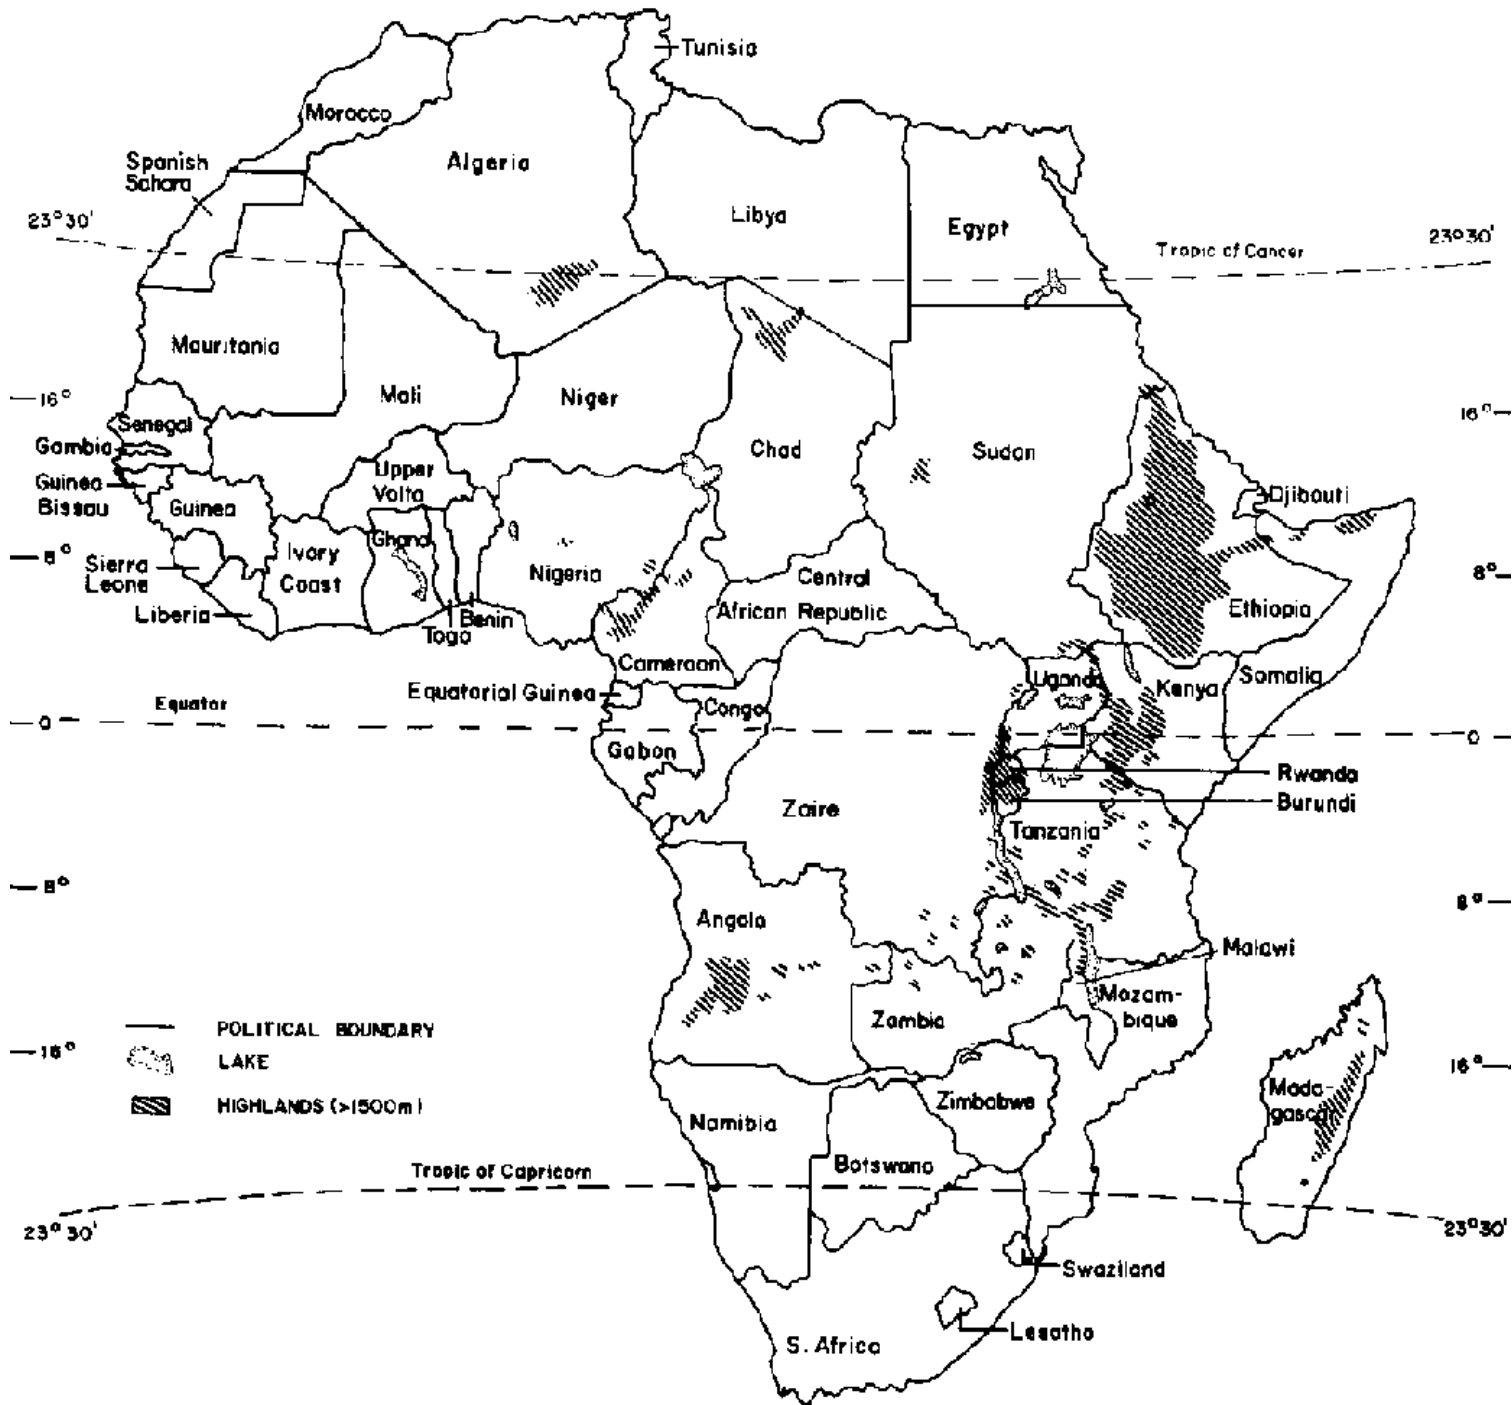 Tunisia
Morocco
Algeria
Spanish
Sahara
Libya
Egypt
23° 30'
23° 30'
Tropic of Cancer
Mauritania
Mali
Niger
Chad
Sudan
16°
16°
Senegal
Gambia
Guinea
Bissau
Guinea
Upper
Volta
Djibouti
Ghana
Ivory
Coast
Nigeria
8°
8°
Sierra
Leone
Liberia
Togo
Benin
Central
African Republic
Ethiopia
Cameroon
Equatorial Guinea
Congo
Uganda
Kenya
Somalia
Equator
0
0
Gabon
Rwanda
Burundi
Zaire
Tanzania
8°
8°
Angola
Malawi
Mozam-
bique
Zambia
POLITICAL BOUNDARY
LAKE
HIGHLANDS (>1500m)
16°
16°
Mada-
gascar
Namibia
Zimbabwe
Botswana
Tropic of Capricorn
23° 30'
23° 30'
Swaziland
Lesotho
S. Africa